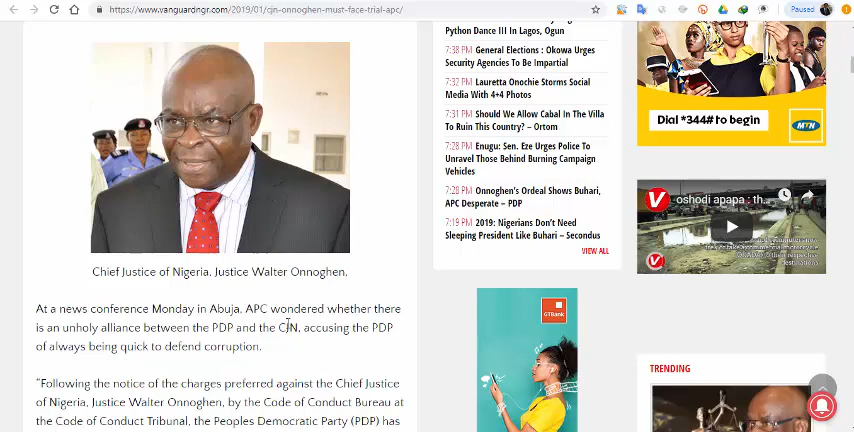 https://www.vanguardngr.com/2019/01/cjn-onnoghen-must-face-trial-apc/
Paused
Chief Justice of Nigeria, Justice Walter Onnoghen.
At a news conference Monday in Abuja, APC wondered whether there
is an unholy alliance between the PDP and the CJN, accusing the PDP
of always being quick to defend corruption.
“Following the notice of the charges preferred against the Chief Justice
of Nigeria, Justice Walter Onnoghen, by the Code of Conduct Bureau at
the Code of Conduct Tribunal, the Peoples Democratic Party (PDP) has
Python Dance III In Lagos, Ogun
7:38 PM General Elections : Okowa Urges
Security Agencies To Be Impartial
7:32 PM Lauretta Onochie Storms Social
Media With 4+4 Photos
7:31 PM Should We Allow Cabal In The Villa
To Ruin This Country? – Ortom
7:28 PM Enugu: Sen. Eze Urges Police To
Unravel Those Behind Burning Campaign
Vehicles
7:20 PM Onnoghen's Ordeal Shows Buhari,
APC Desperate – PDP
7:19 PM 2019: Nigerians Don't Need
Sleeping President Like Buhari – Secondus
VIEW ALL
GTBank
Dial *344# to begin
MTN
V oshodi apapa : th...
V
TRENDING